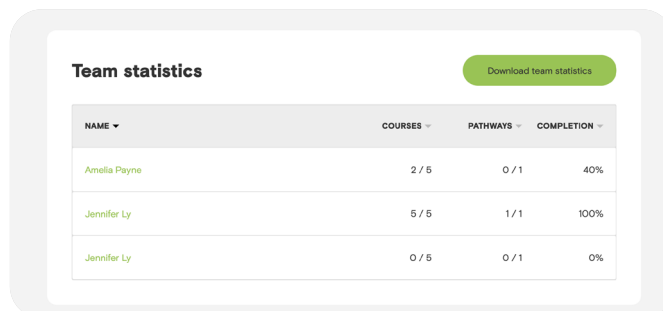 Team statistics
Download team statistics
NAME COURSES PATHWAYS COMPLETION
Amelia Payne 2 / 5 0 / 1 40%
Jennifer Ly 5 / 5 1 / 1 100%
Jennifer Ly 0 / 5 0 / 1 0%